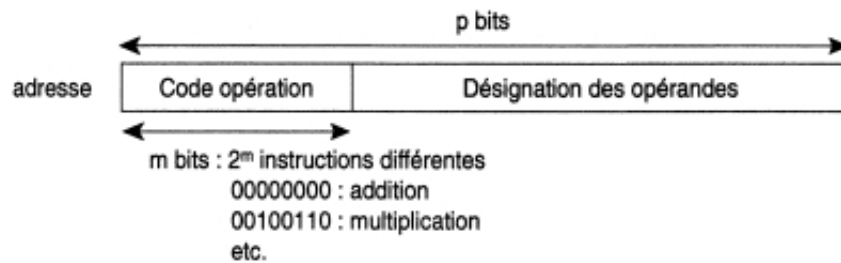 p bits
adresse Code opération Désignation des opérandes
m bits : 2ᵐ instructions différentes
00000000 : addition
00100110 : multiplication
etc.